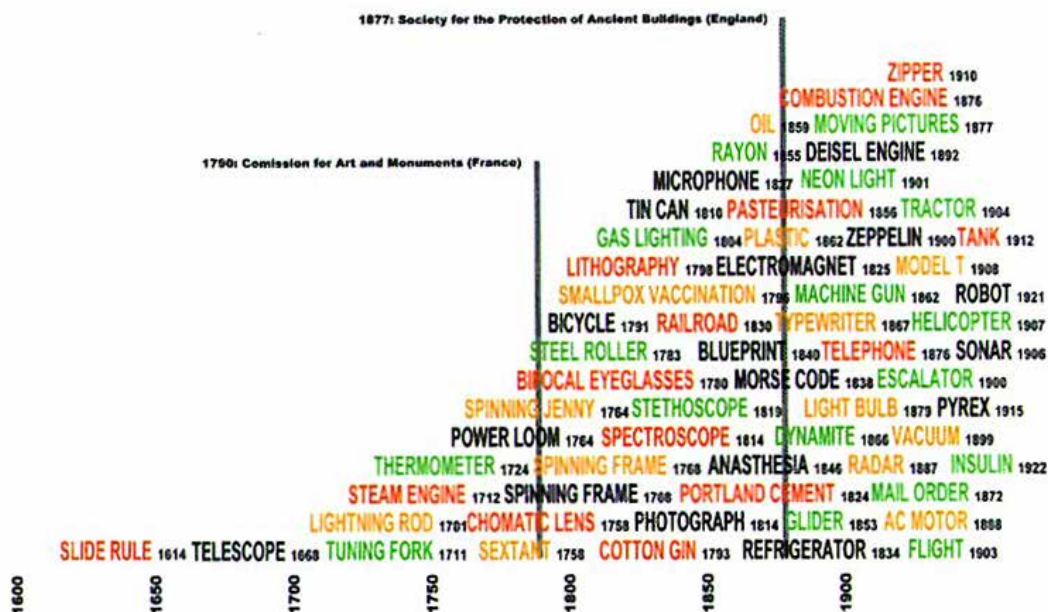 1877: Society for the Protection of Ancient Buildings (England)
ZIPPER 1910
COMBUSTION ENGINE 1876
OIL 1859 MOVING PICTURES 1877
RAYON 1855 DEISEL ENGINE 1892
1790: Comission for Art and Monuments (France)
MICROPHONE 1827 NEON LIGHT 1901
TIN CAN 1810 PASTEURISATION 1856 TRACTOR 1904
GAS LIGHTING 1804 PLASTIC 1862 ZEPPELIN 1900 TANK 1912
LITHOGRAPHY 1798 ELECTROMAGNET 1825 MODEL T 1908
SMALLPOX VACCINATION 1796 MACHINE GUN 1862 ROBOT 1921
BICYCLE 1791 RAILROAD 1830 TYPEWRITER 1867 HELICOPTER 1907
STEEL ROLLER 1783 BLUEPRINT 1840 TELEPHONE 1876 SONAR 1906
BIFOCAL EYEGLASSES 1780 MORSE CODE 1838 ESCALATOR 1900
SPINNING JENNY 1764 STETHOSCOPE 1819 LIGHT BULB 1879 PYREX 1915
POWER LOOM 1764 SPECTROSCOPE 1814 DYNAMITE 1866 VACUUM 1899
THERMOMETER 1724 SPINNING FRAME 1768 ANASTHESIA 1846 RADAR 1887 INSULIN 1922
STEAM ENGINE 1712 SPINNING FRAME 1768 PORTLAND CEMENT 1824 MAIL ORDER 1872
LIGHTNING ROD 1701 CHOMATIC LENS 1758 PHOTOGRAPH 1814 GLIDER 1853 AC MOTOR 1888
SLIDE RULE 1614 TELESCOPE 1668 TUNING FORK 1711 SEXTANT 1758 COTTON GIN 1793 REFRIGERATOR 1834 FLIGHT 1903
1600 1650 1700 1750 1800 1850 1900